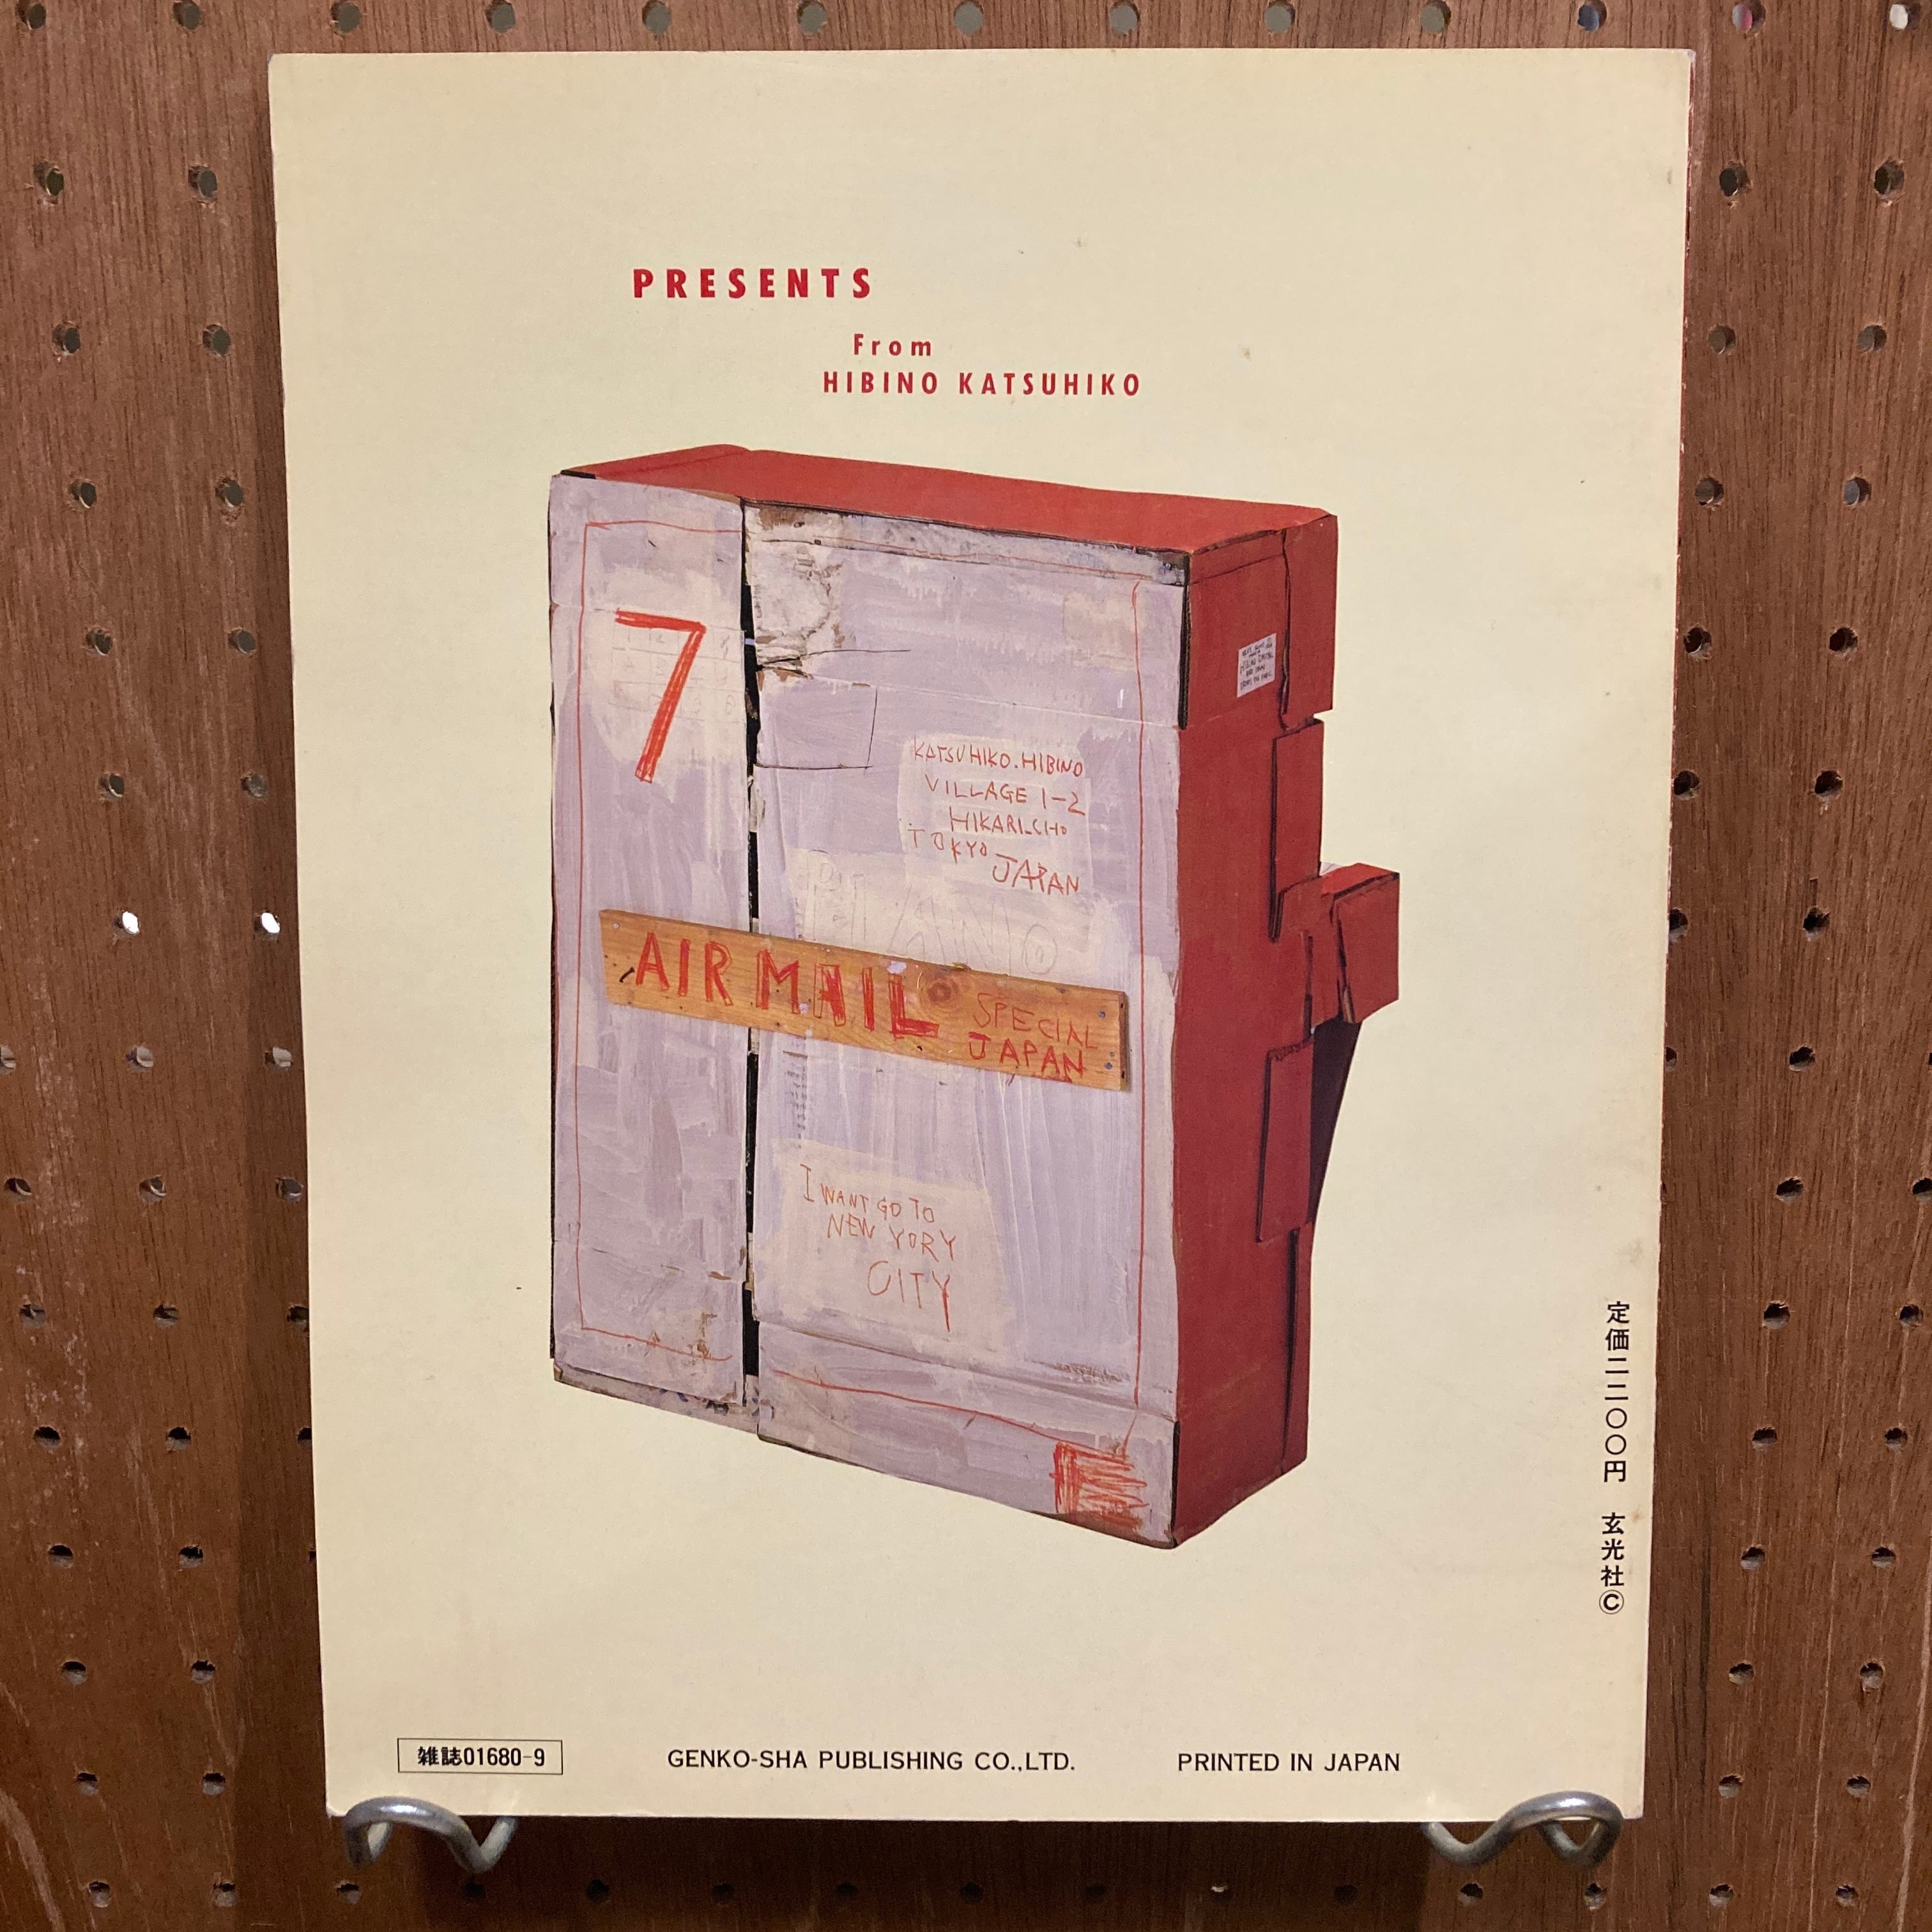 PRESENTS
From
HIBINO KATSUHIKO
7
KATSUHIKO.HIBINO
VILLAGE 1-2
HIKARI.CHO
TOKYO
JAPAN
PIANO
AIR MAIL
SPECIAL
JAPAN
I WANT GO TO
NEW YORY
CITY
定価二二〇〇円 玄光社©
雑誌01680-9
GENKO-SHA PUBLISHING CO.,LTD.
PRINTED IN JAPAN